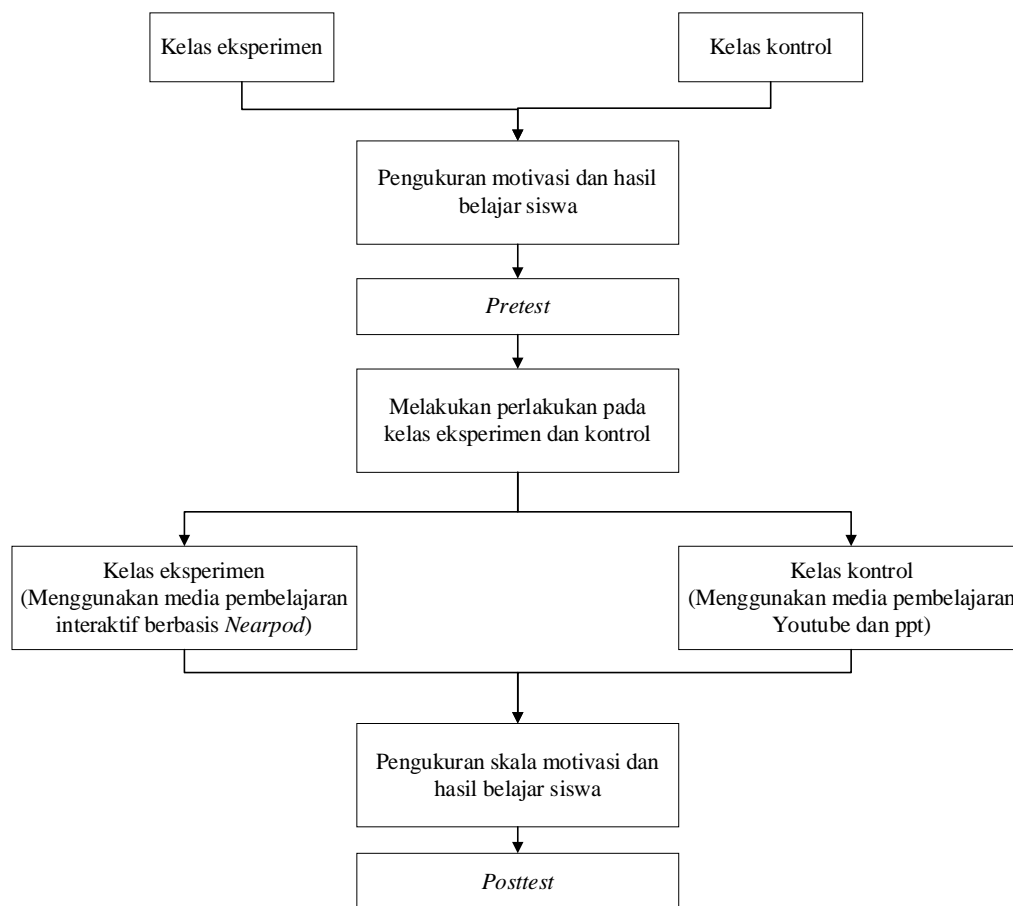 Kelas eksperimen
Kelas kontrol
Pengukuran motivasi dan hasil
belajar siswa
Pretest
Melakukan perlakukan pada
kelas eksperimen dan kontrol
Kelas eksperimen
(Menggunakan media pembelajaran
interaktif berbasis Nearpod)
Kelas kontrol
(Menggunakan media pembelajaran
Youtube dan ppt)
Pengukuran skala motivasi dan
hasil belajar siswa
Posttest